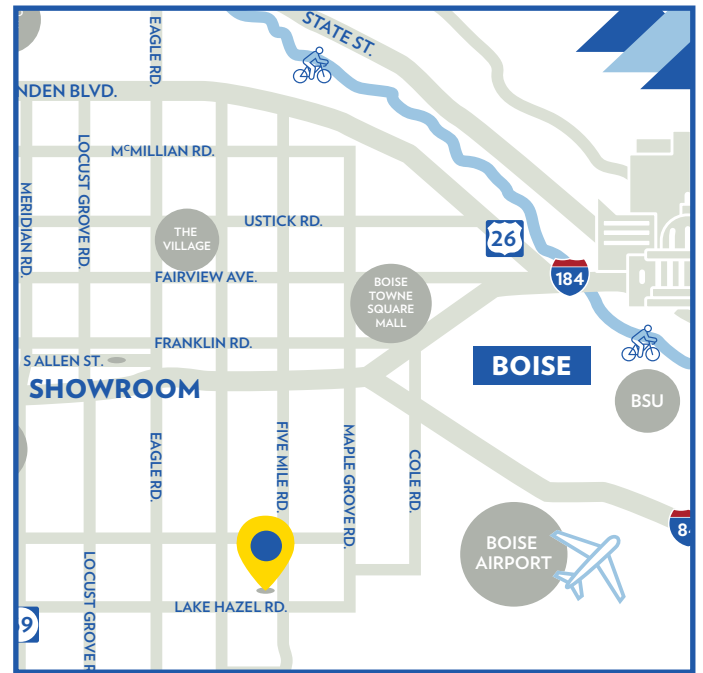 EAGLE RD.
STATE ST.
NDEN BLVD.
LOCUST GROVE RD.
MCMILLIAN RD.
MERIDIAN RD.
USTICK RD.
THE
VILLAGE
26
FAIRVIEW AVE.
184
BOISE
TOWNE
SQUARE
MALL
FRANKLIN RD.
S ALLEN ST.
SHOWROOM
BOISE
BSU
EAGLE RD.
FIVE MILE RD.
MAPLE GROVE RD.
COLE RD.
8
BOISE
AIRPORT
LOCUST GROVE R
LAKE HAZEL RD.
9